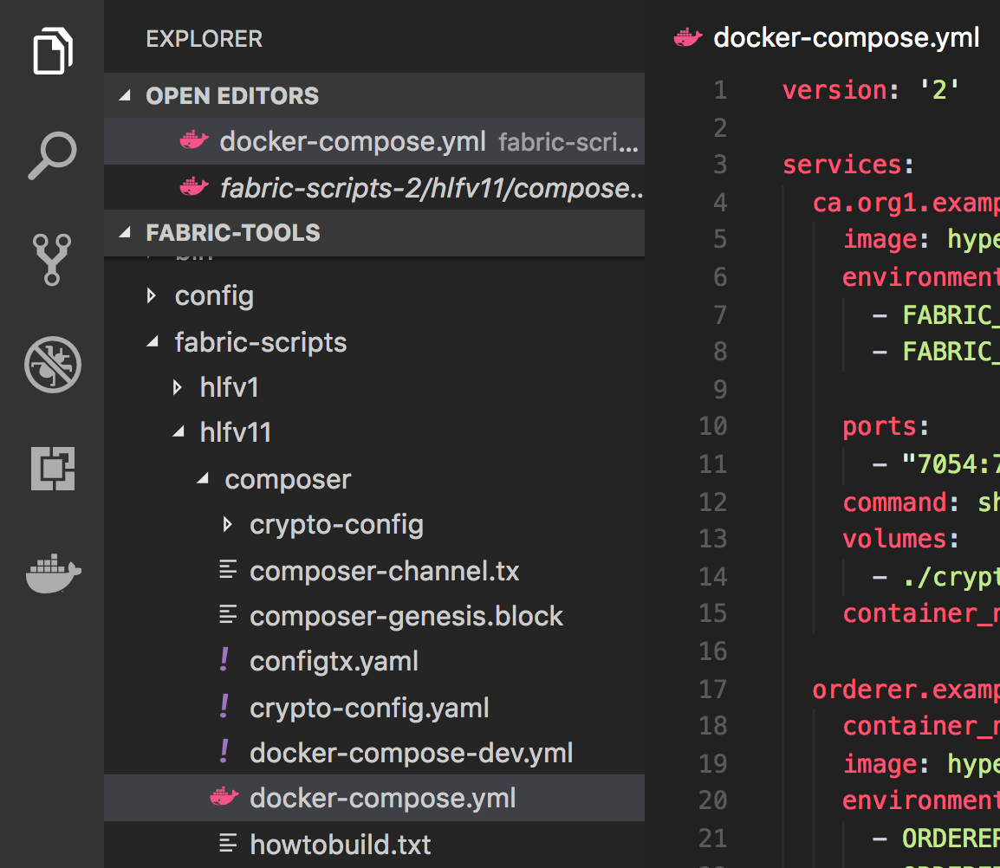 EXPLORER
OPEN EDITORS
docker-compose.yml fabric-scri...
fabric-scripts-2/hlfv11/compose..
FABRIC-TOOLS
bin
config
fabric-scripts
hlfv1
hlfv11
composer
crypto-config
composer-channel.tx
composer-genesis.block
! configtx.yaml
! crypto-config.yaml
! docker-compose-dev.yml
docker-compose.yml
howtobuild.txt
docker-compose.yml
1 version: '2'
2
3 services:
4 ca.org1.examp
5 image: hype
6 environment
7 - FABRIC_
8 - FABRIC_
9
10 ports:
11 - "7054:7
12 command: sh
13 volumes:
14 - ./crypt
15 container_n
16
17 orderer.examp
18 container_n
19 image: hype
20 environment
21 - ORDERER